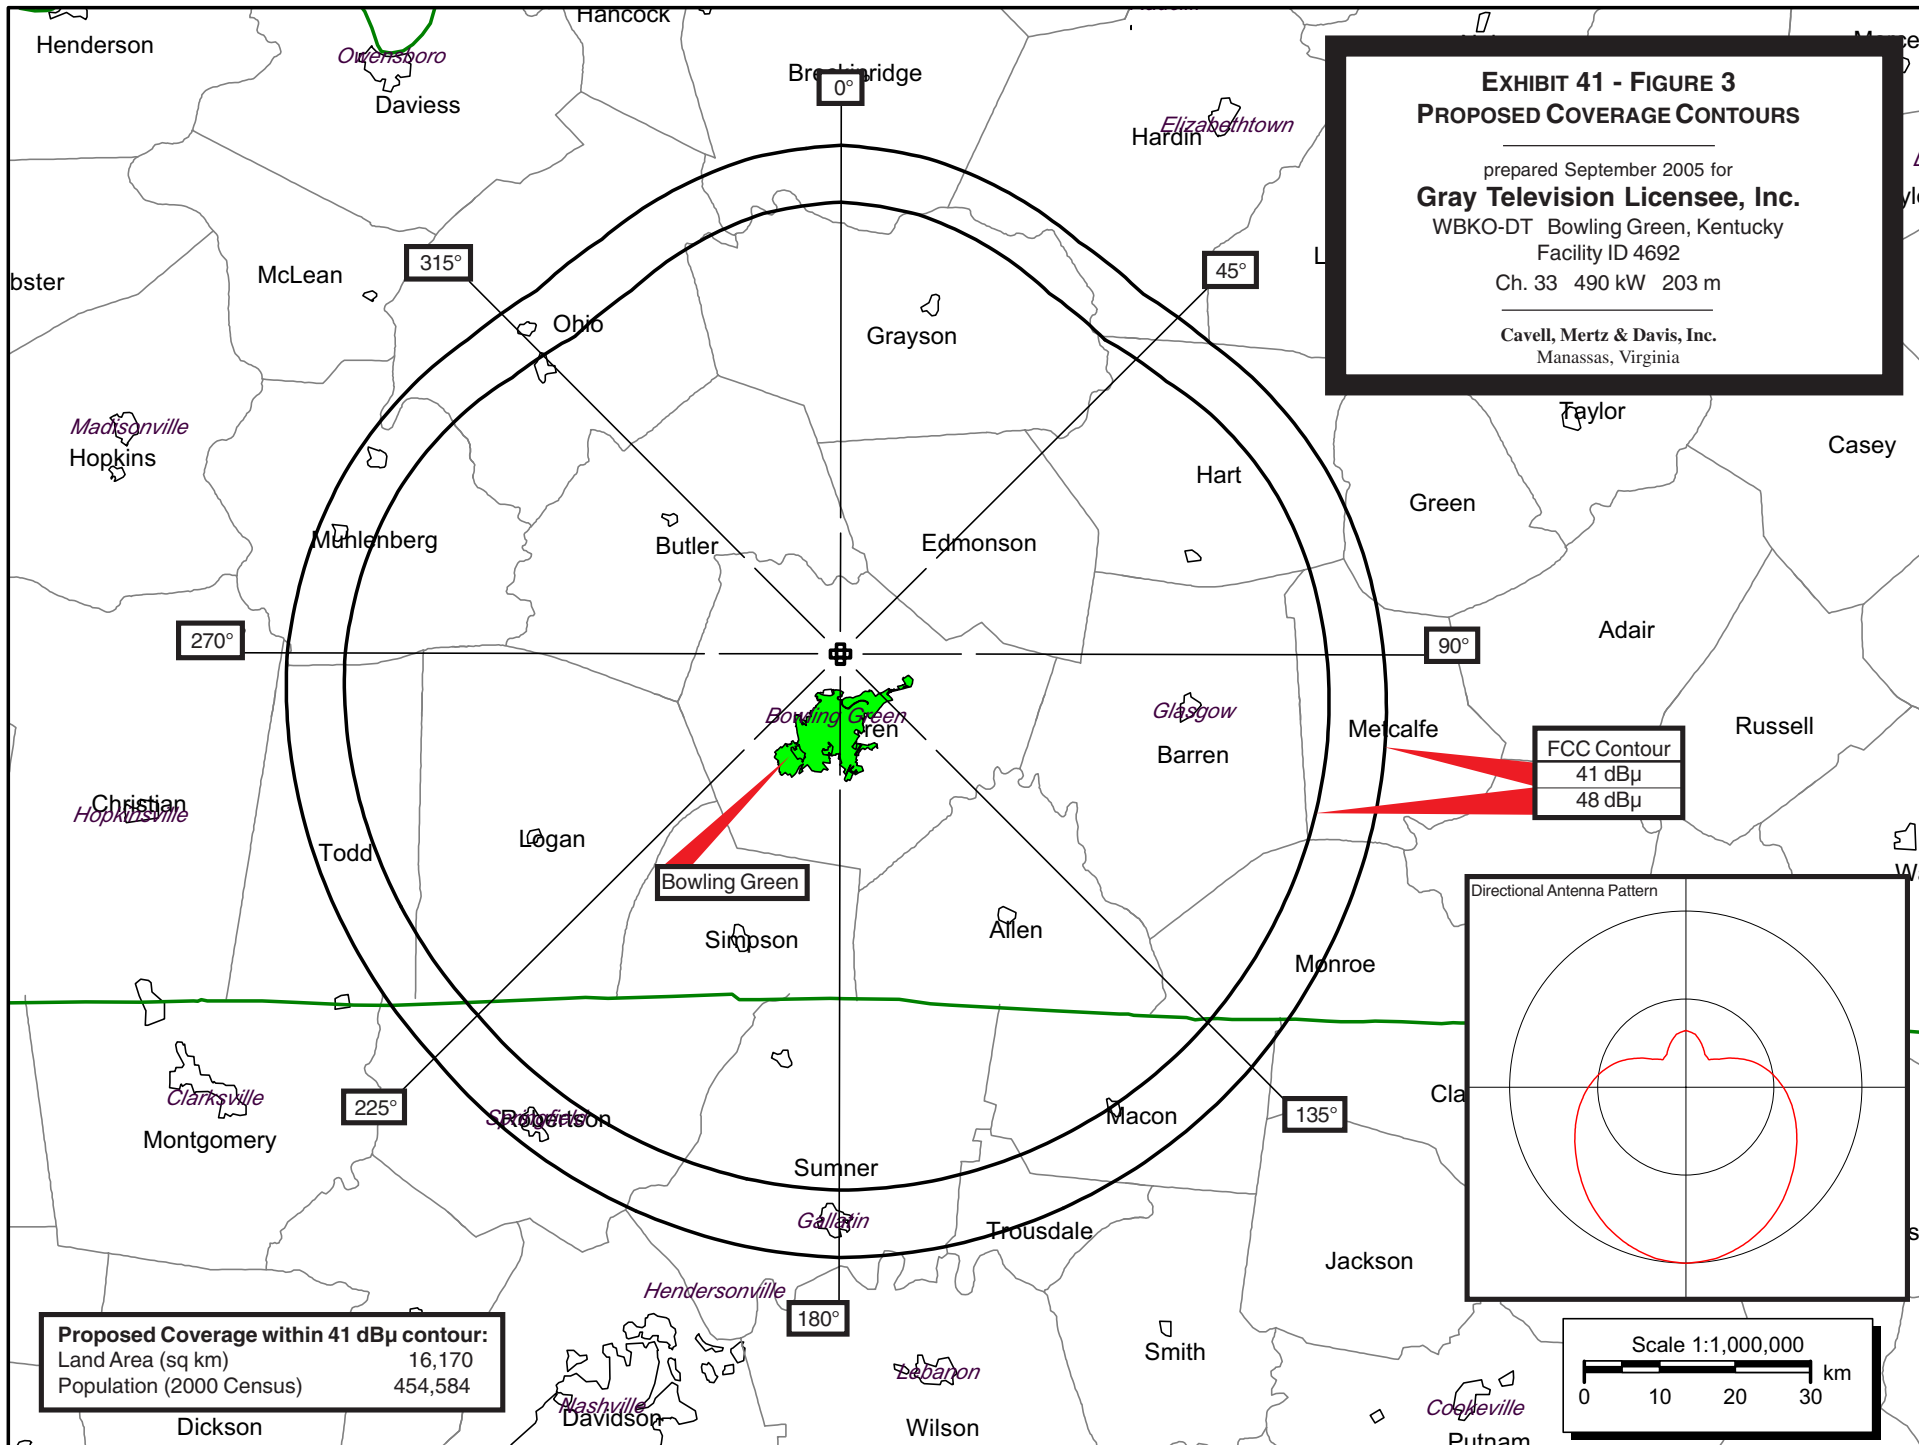 Hancock
Henderson
Owensboro
Daviess
Breckinridge
0°
Elizabethtown
Hardin
EXHIBIT 41 - FIGURE 3
PROPOSED COVERAGE CONTOURS
prepared September 2005 for
Gray Television Licensee, Inc.
WBKO-DT Bowling Green, Kentucky
Facility ID 4692
Ch. 33 490 kW 203 m
Cavell, Mertz & Davis, Inc.
Manassas, Virginia
bster
McLean
315°
45°
Ohio
Grayson
Taylor
Madisonville
Hopkins
Casey
Hart
Green
Muhlenberg
Butler
Edmonson
270°
90°
Adair
Bowling Green
ren
Glasgow
Barren
Metcalfe
Russell
FCC Contour
41 dBµ
48 dBµ
Christian
Hopkinsville
Todd
Logan
Bowling Green
Simpson
Allen
Monroe
Directional Antenna Pattern
Clarksville
Montgomery
225°
Springfield
Robertson
Macon
135°
Cla
Sumner
Gallatin
Trousdale
Jackson
Hendersonville
180°
Proposed Coverage within 41 dBµ contour:
Land Area (sq km) 16,170
Population (2000 Census) 454,584
Dickson
Nashville
Davidson
Lebanon
Wilson
Smith
Scale 1:1,000,000
km
0 10 20 30
Cookeville
Putnam